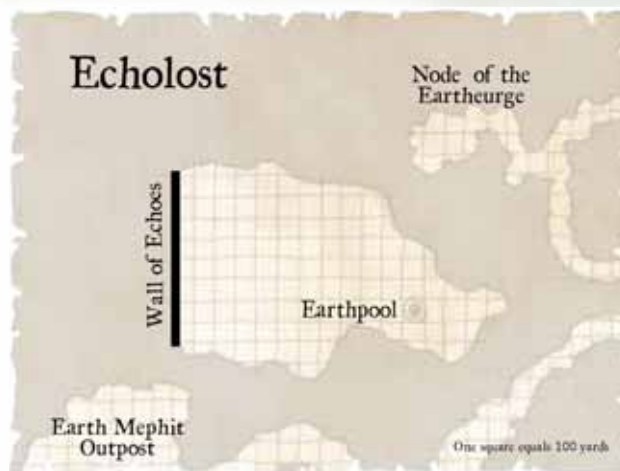 Echolost
Node of the
Eartheurge
Wall of Echoes
Earthpool
Earth Mephit
Outpost
One square equals 100 yards